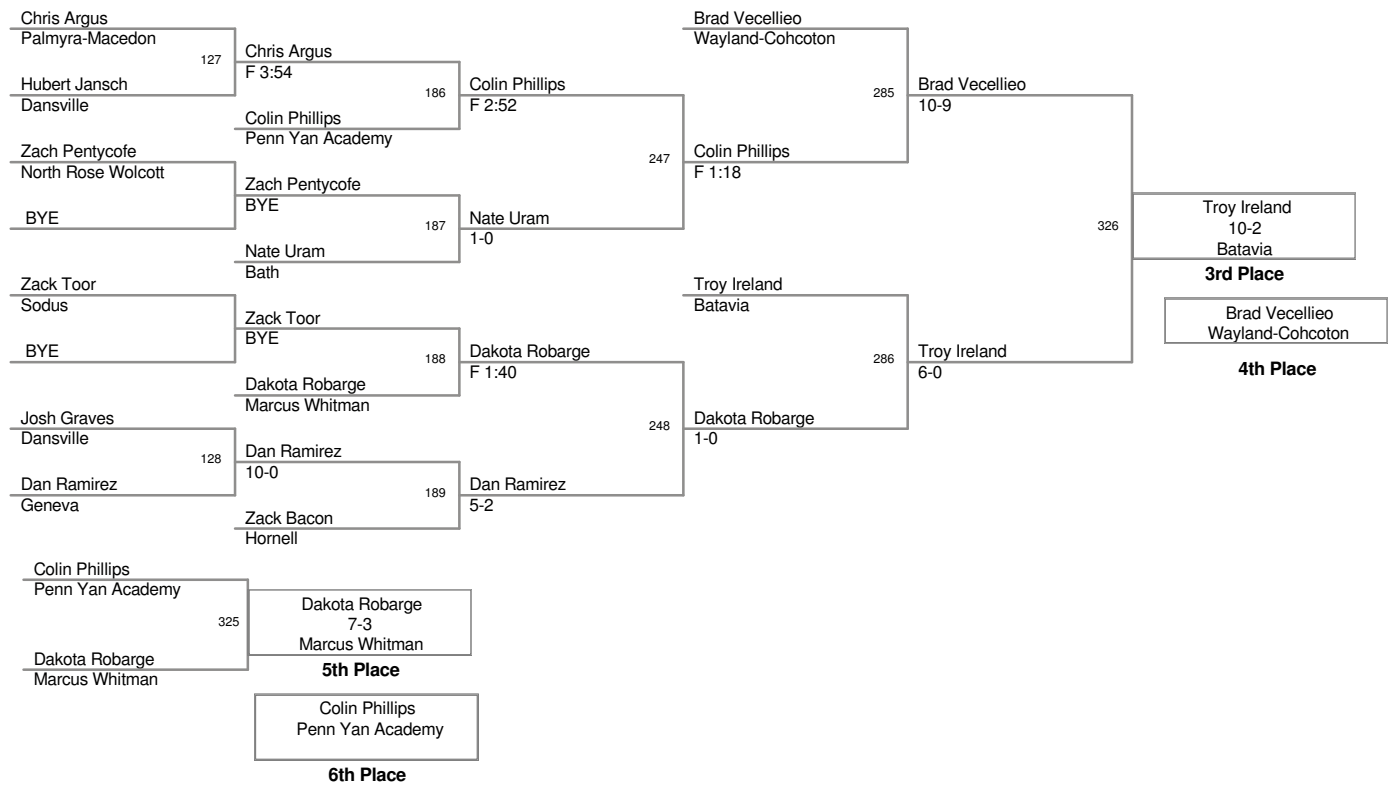 Chris Argus
Palmyra-Macedon
127
Hubert Jansch
Dansville
Zach Pentycofe
North Rose Wolcott
BYE
Zack Toor
Sodus
BYE
Josh Graves
Dansville
128
Dan Ramirez
Geneva
Chris Argus
F 3:54
186
Colin Phillips
Penn Yan Academy
Zach Pentycofe
BYE
187
Nate Uram
Bath
Zack Toor
BYE
188
Dakota Robarge
Marcus Whitman
Dan Ramirez
10-0
189
Zack Bacon
Hornell
Colin Phillips
F 2:52
247
Nate Uram
1-0
Dakota Robarge
F 1:40
248
Dan Ramirez
5-2
Brad Vecellieo
Wayland-Cohcoton
285
Colin Phillips
F 1:18
Troy Ireland
Batavia
286
Dakota Robarge
1-0
Brad Vecellieo
10-9
326
Troy Ireland
6-0
Troy Ireland
10-2
Batavia
3rd Place
Brad Vecellieo
Wayland-Cohcoton
4th Place
Colin Phillips
Penn Yan Academy
325
Dakota Robarge
Marcus Whitman
Dakota Robarge
7-3
Marcus Whitman
5th Place
Colin Phillips
Penn Yan Academy
6th Place